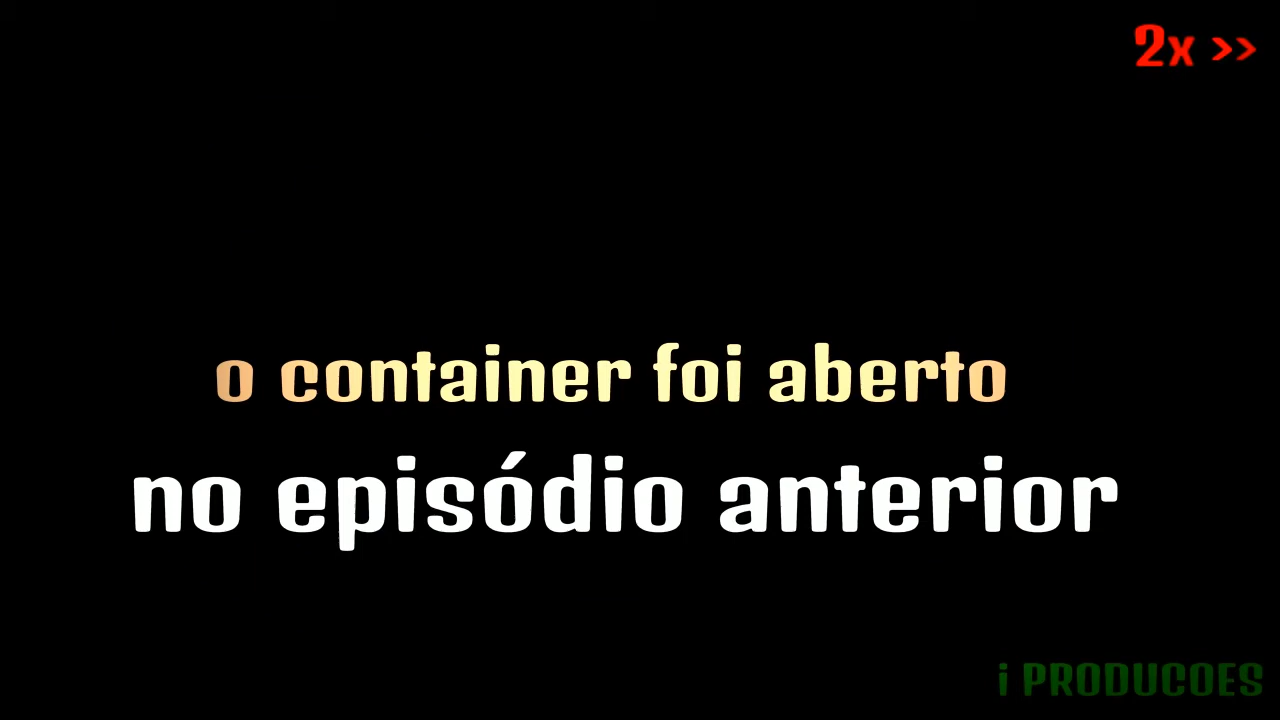 2x >>
o container foi aberto
no episódio anterior
i PRODUCOES